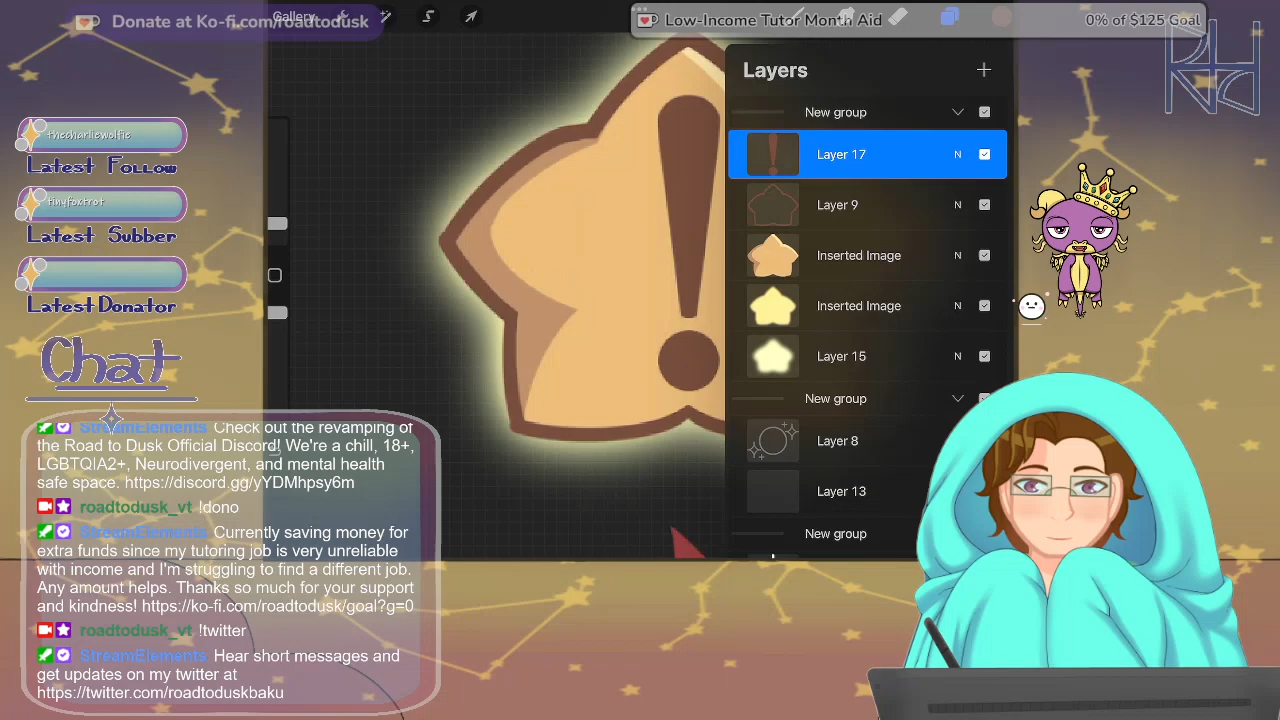 Donate at Ko-fi.com/roadtodusk
Gallery
Low-Income Tutor Month Aid
0% of $125 Goal
thecharliewolfie
Latest Follow
tinyfoxtrot
Latest Subber
Latest Donator
Chat
StreamElements Check out the revamping of
the Road to Dusk Official Discord! We're a chill, 18+,
LGBTQIA2+, Neurodivergent, and mental health
safe space. https://discord.gg/yYDMhpsy6m
roadtodusk_vt !dono
StreamElements Currently saving money for
extra funds since my tutoring job is very unreliable
with income and I'm struggling to find a different job.
Any amount helps. Thanks so much for your support
and kindness! https://ko-fi.com/roadtodusk/goal?g=0
roadtodusk_vt !twitter
StreamElements Hear short messages and
get updates on my twitter at
https://twitter.com/roadtoduskbaku
!
Layers
New group
Layer 17 N
Layer 9 N
Inserted Image N
Inserted Image N
Layer 15 N
New group
Layer 8
Layer 13
New group